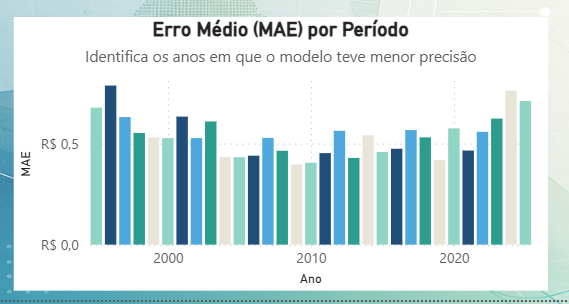 Erro Médio (MAE) por Período
Identifica os anos em que o modelo teve menor precisão
R$ 0,5
MAE
R$ 0,0
2000
2010
2020
Ano